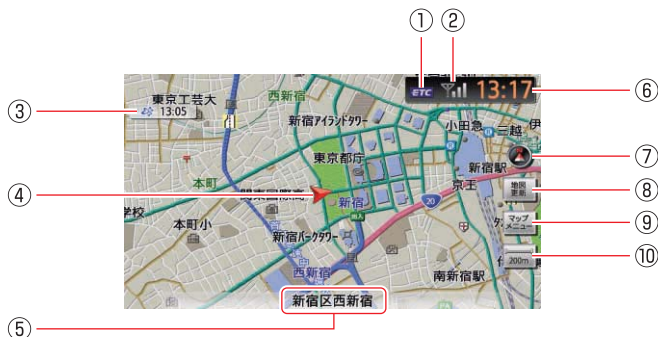 ① ②
ETC 13:17 ⑥
③ 東京工芸大
13:05
西新宿
新宿アイランドタワー
小田急 三越 伊
東京都庁
新宿駅 ⑦
本町 ④
京王
地図
更新 ⑧
新宿
20
学校
本町小
加入
マップ
メニュー ⑨
新宿パークタワー
西新宿
南新宿駅
200m ⑩
新宿区西新宿
⑤